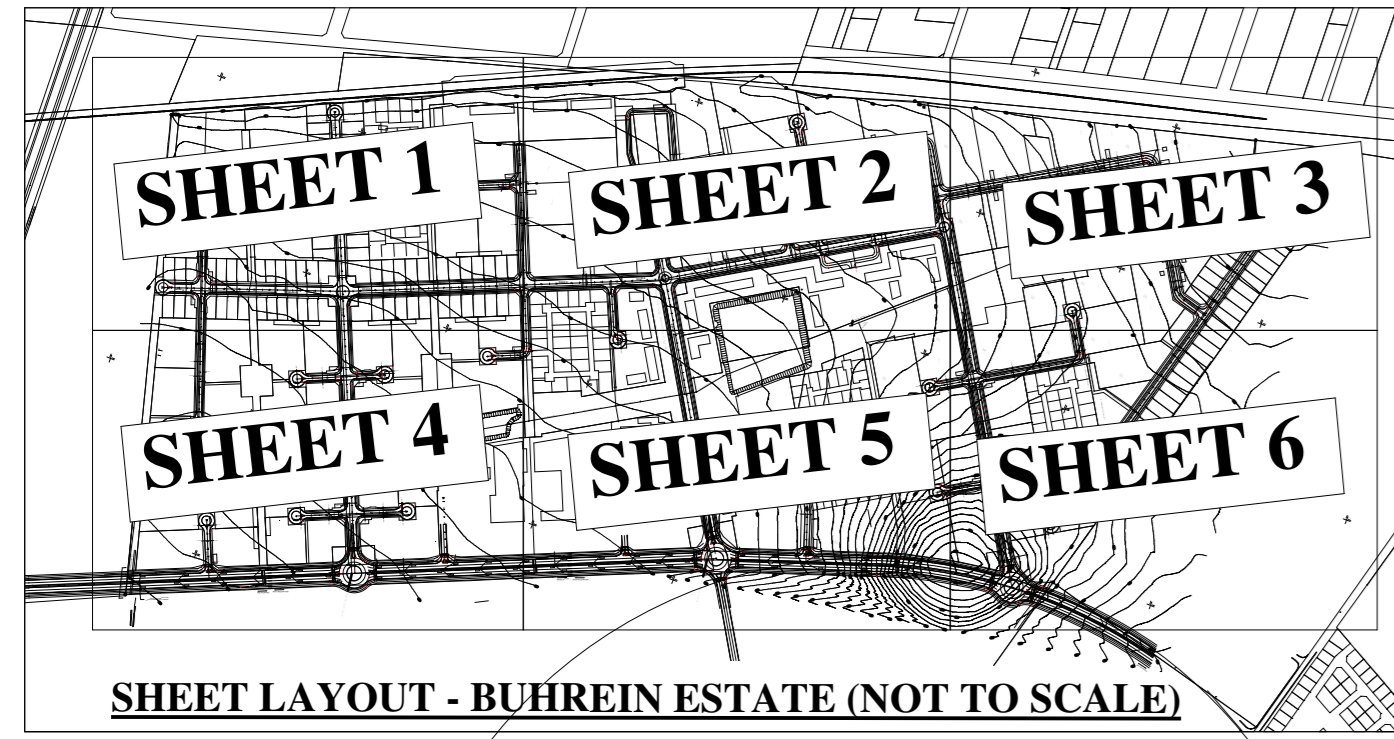 SHEET 1
SHEET 2
SHEET 3
SHEET 4
SHEET 5
SHEET 6
SHEET LAYOUT - BUHREIN ESTATE (NOT TO SCALE)